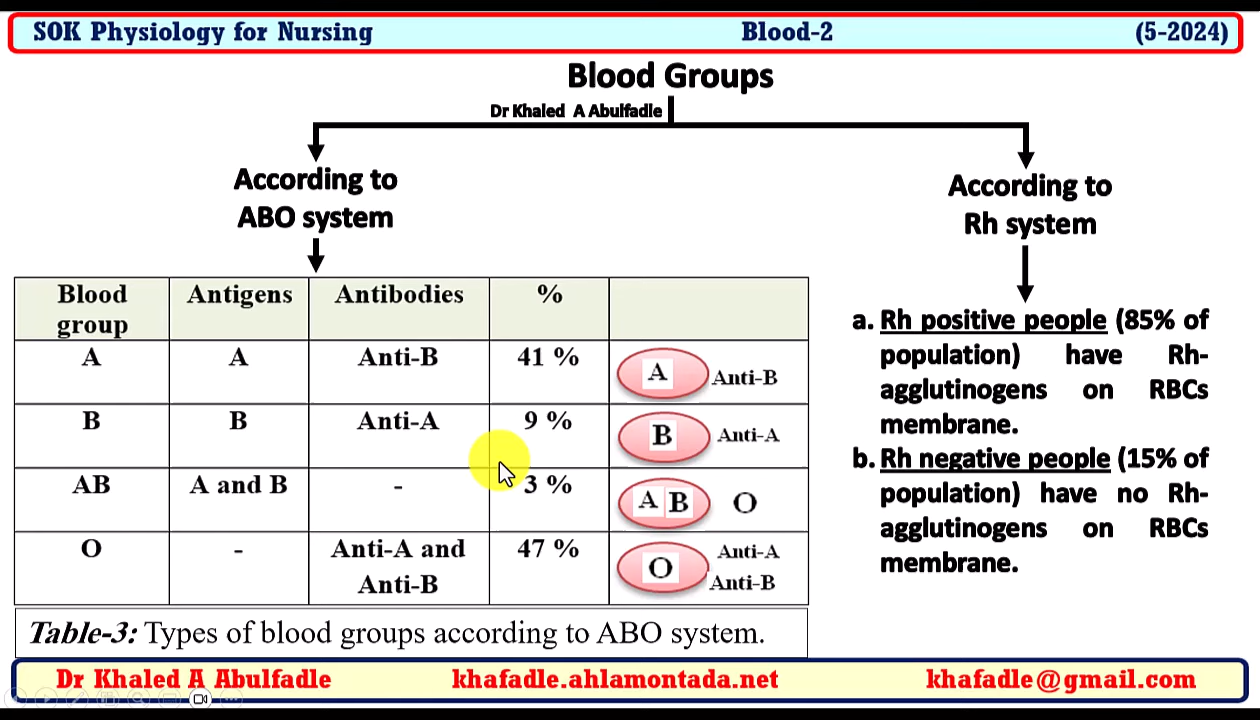 SOK Physiology for Nursing Blood-2 (5-2024)
Blood Groups
Dr Khaled A Abulfadle
According to
ABO system
According to
Rh system
Blood group Antigens Antibodies %
A A Anti-B 41 % A Anti-B
B B Anti-A 9 % B Anti-A
AB A and B - 3 % A B O
O - Anti-A and Anti-B 47 % O Anti-A Anti-B
Table-3: Types of blood groups according to ABO system.
a. Rh positive people (85% of
population) have Rh-
agglutinogens on RBCs
membrane.
b. Rh negative people (15% of
population) have no Rh-
agglutinogens on RBCs
membrane.
Dr Khaled A Abulfadle khafadle.ahlamontada.net khafadle@gmail.com